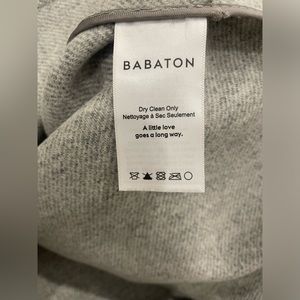 BABATON
Dry Clean Only
Nettoyage à Sec Seulement
A little love
goes a long way.